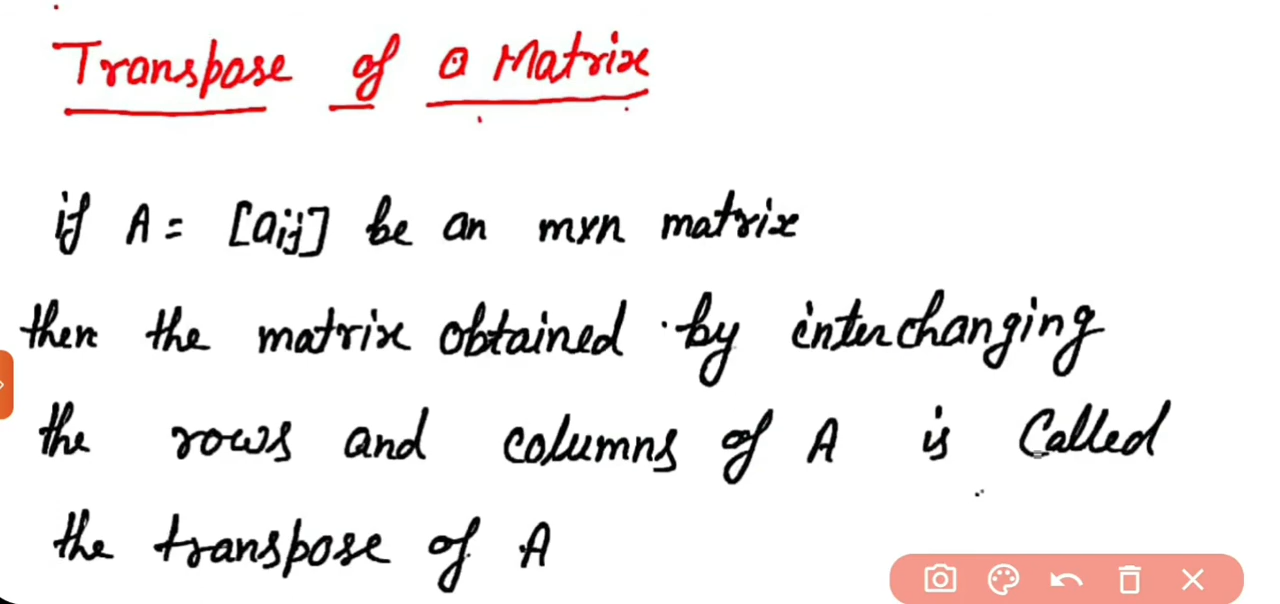 Transpose of a Matrix
if A = [aij] be an mxn matrix
then the matrix obtained by interchanging
the rows and columns of A is Called
the transpose of A